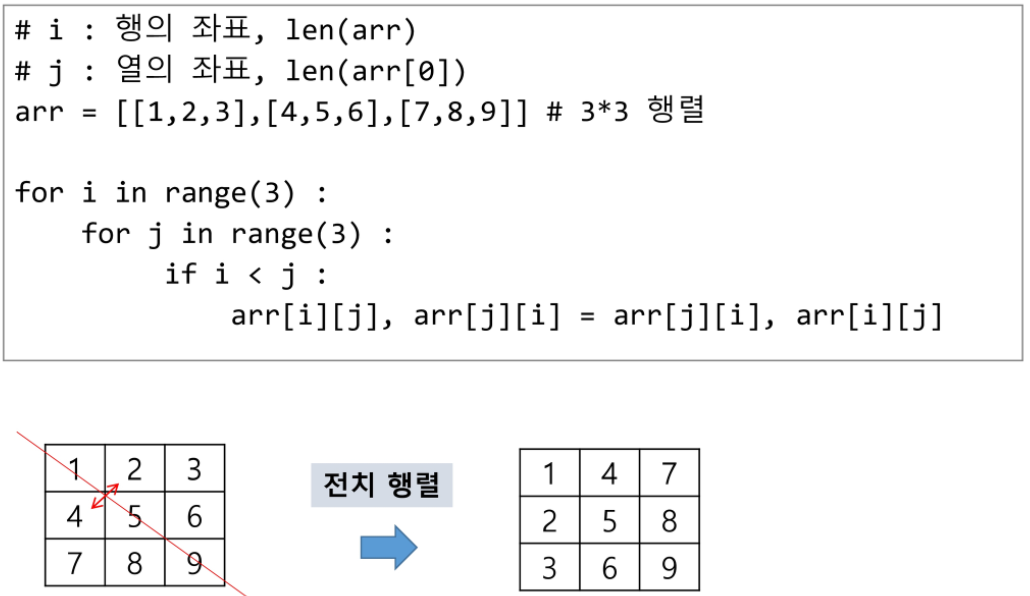 # i : 행의 좌표, len(arr)
# j : 열의 좌표, len(arr[0])
arr = [[1,2,3],[4,5,6],[7,8,9]] # 3*3 행렬
for i in range(3) :
    for j in range(3) :
        if i < j :
            arr[i][j], arr[j][i] = arr[j][i], arr[i][j]
1 2 3
4 5 6
7 8 9
전치 행렬
1 4 7
2 5 8
3 6 9